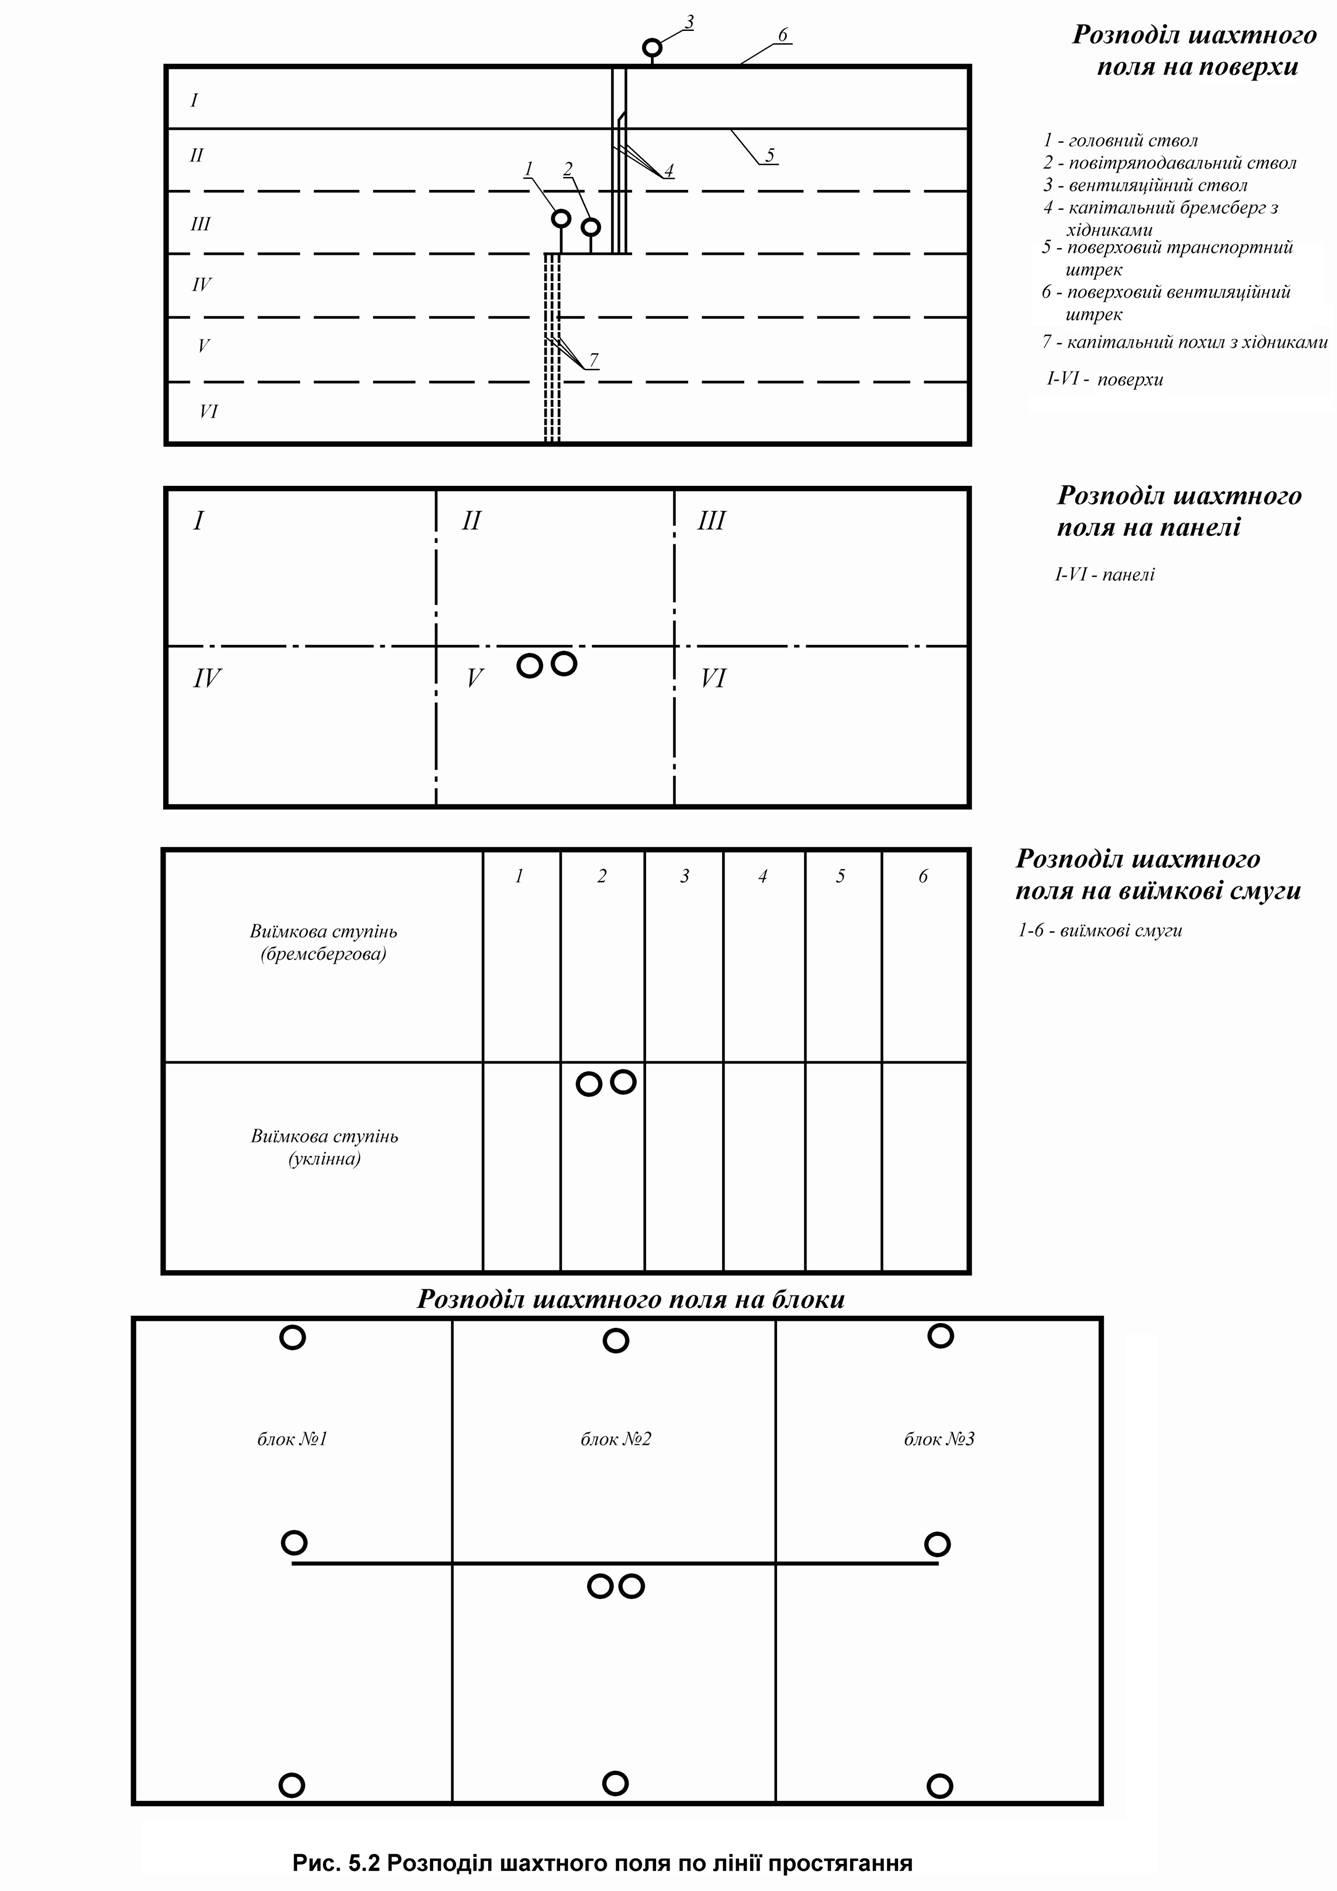 3
6
Розподіл шахтного
поля на поверхи
I
5
II
4
1
2
III
IV
V
7
VI
1 - головний ствол
2 - повітряподавальний ствол
3 - вентиляційний ствол
4 - капітальний бремсберг з
хідниками
5 - поверховий транспортний
штрек
6 - поверховий вентиляційний
штрек
7 - капітальний похил з хідниками
I-VI - поверхи
Розподіл шахтного
поля на панелі
I-VI - панелі
I II III
IV V VI
Розподіл шахтного
поля на виїмкові смуги
1-6 - виїмкові смуги
1 2 3 4 5 6
Виїмкова ступінь
(бремсбергова)
Виїмкова ступінь
(уклінна)
Розподіл шахтного поля на блоки
блок №1 блок №2 блок №3
Рис. 5.2 Розподіл шахтного поля по лінії простягання